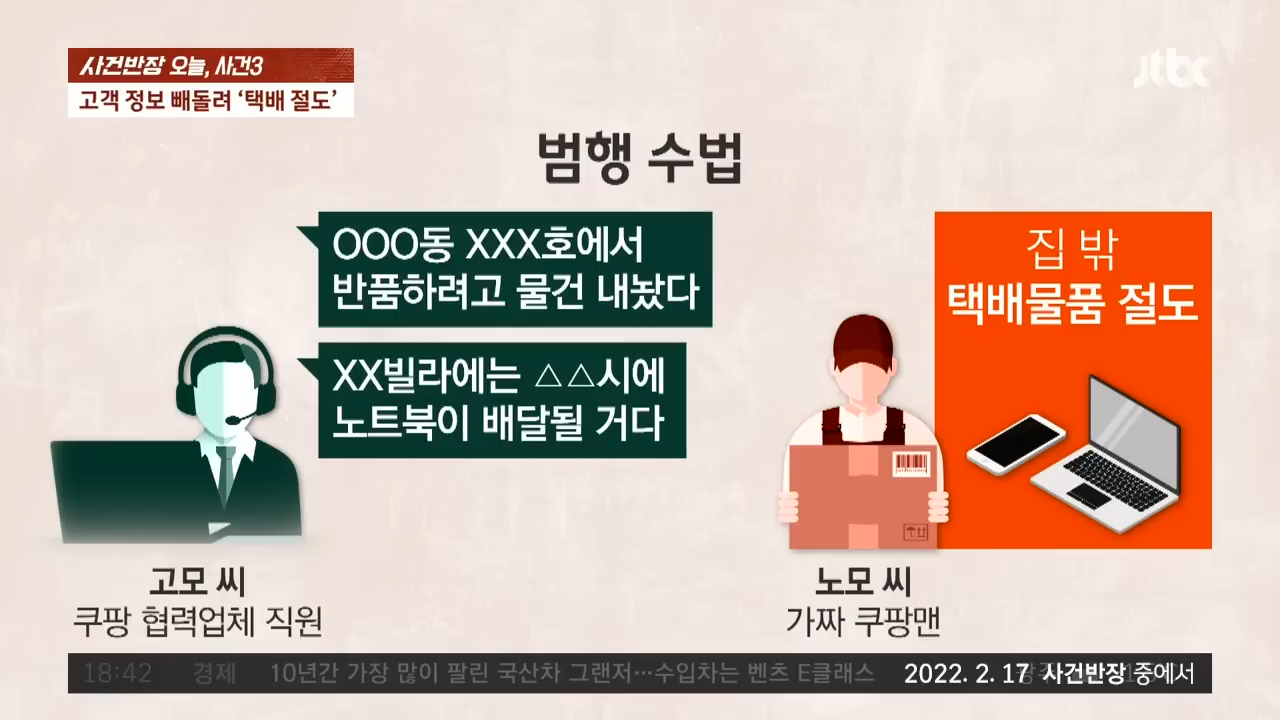 사건반장 오늘, 사건3
고객 정보 빼돌려 ‘택배 절도’
jtbc
범행 수법
OOO동 XXX호에서
반품하려고 물건 내놨다
XX빌라에는 △△시에
노트북이 배달될 거다
집 밖
택배물품 절도
고모 씨
쿠팡 협력업체 직원
노모 씨
가짜 쿠팡맨
18:42 경제 10년간 가장 많이 팔린 국산차 그랜저…수입차는 벤츠 E클래스
2022. 2. 17 사건반장 중에서